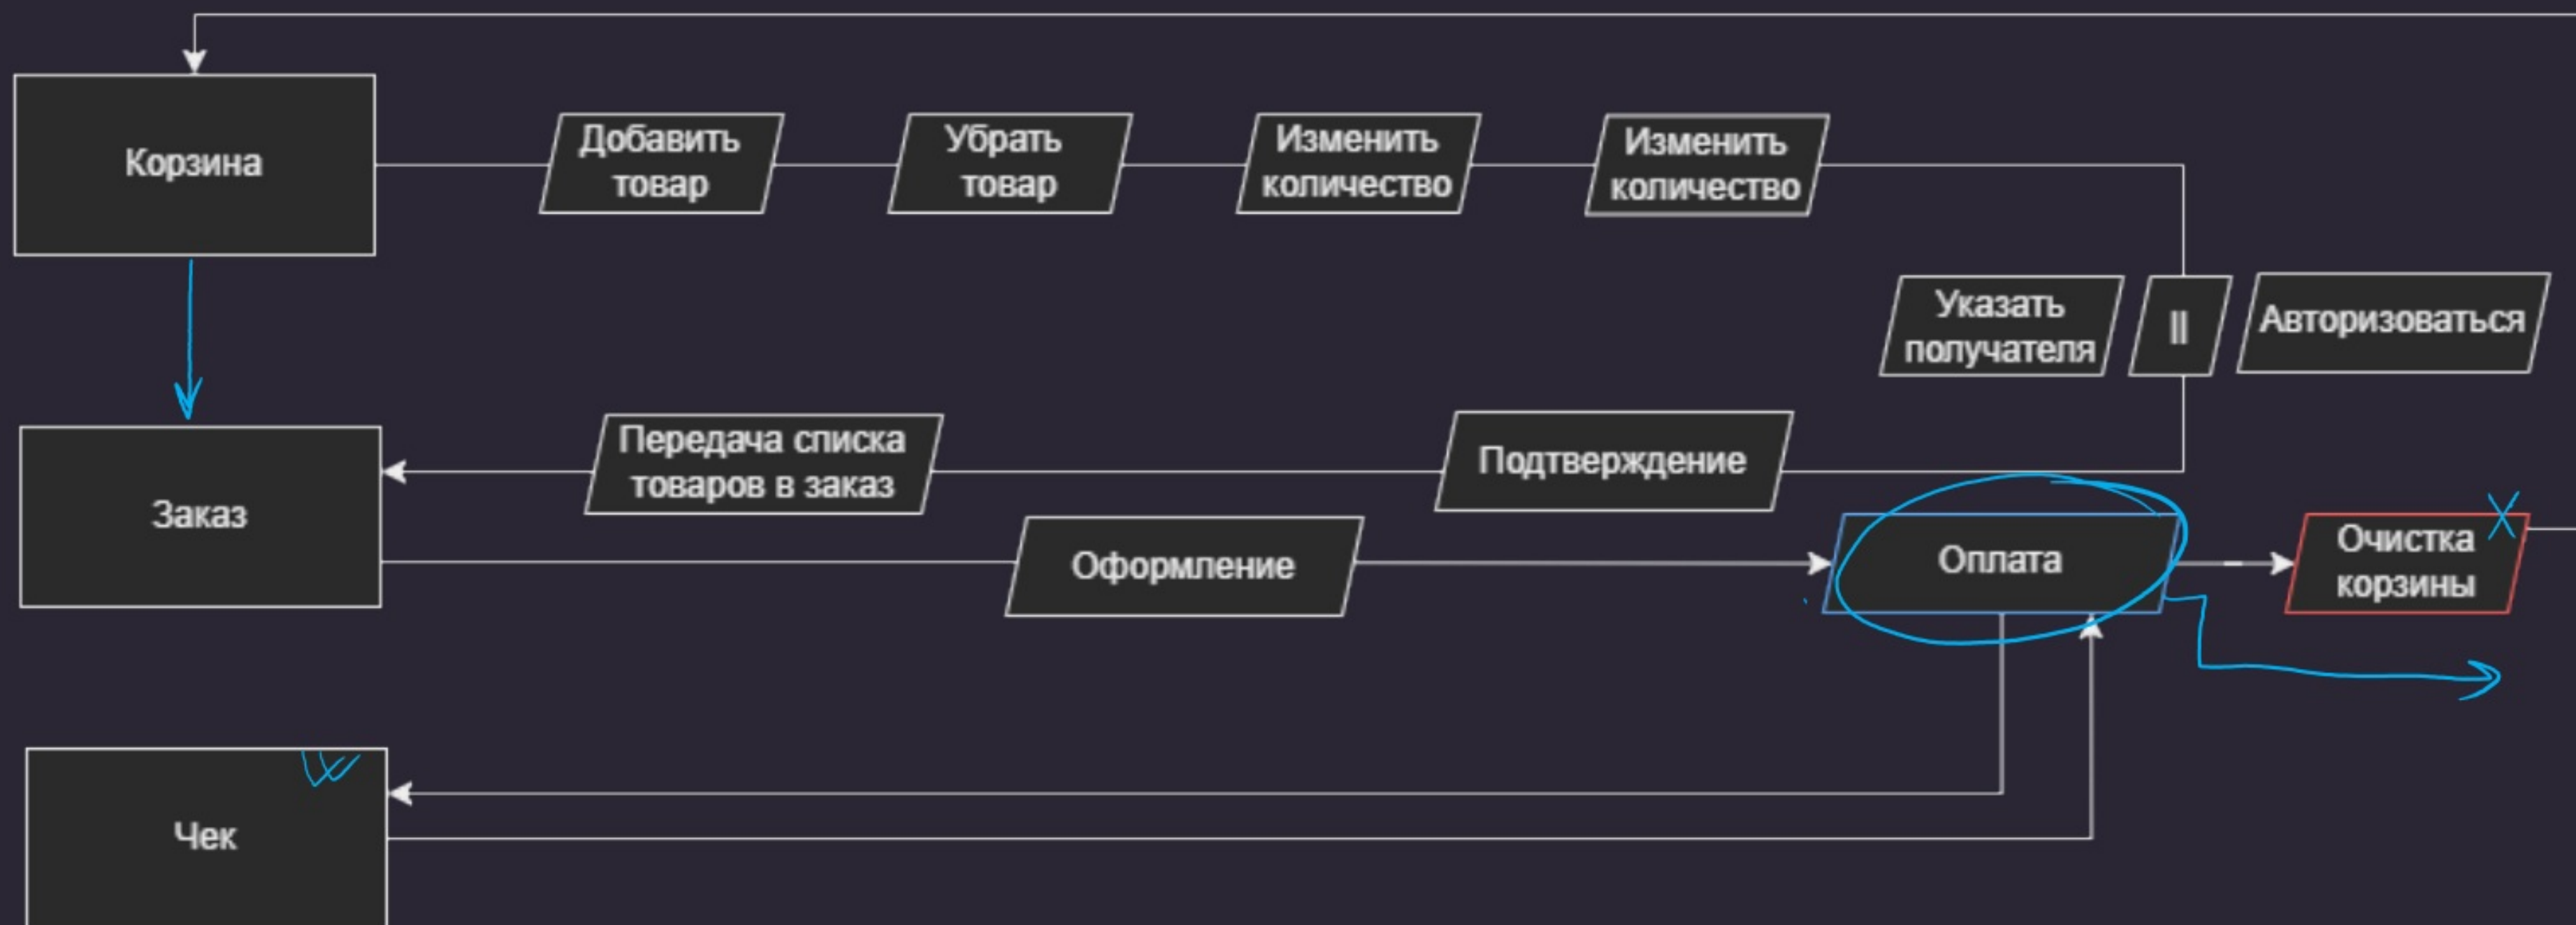 Корзина
Добавить
товар
Убрать
товар
Изменить
количество
Изменить
количество
Указать
получателя
||
Авторизоваться
Передача списка
товаров в заказ
Подтверждение
Заказ
Оформление
Оплата
Очистка
корзины
Чек